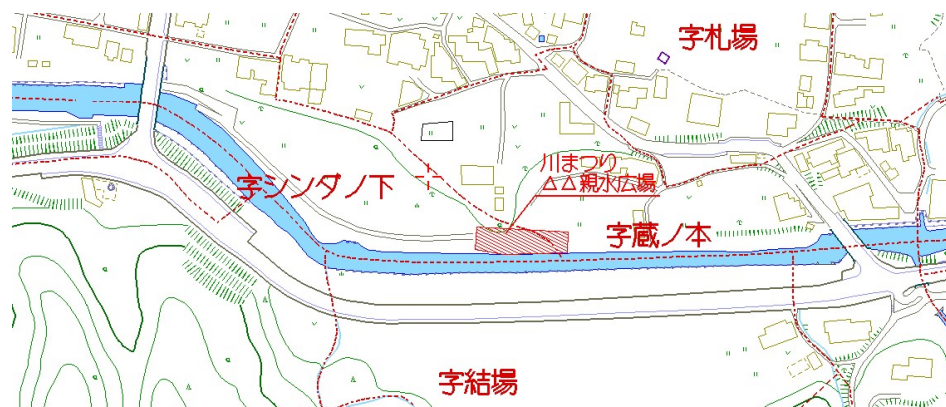 字札場
川まつり
△△親水広場
字シンダノ下
字蔵ノ本
字結場